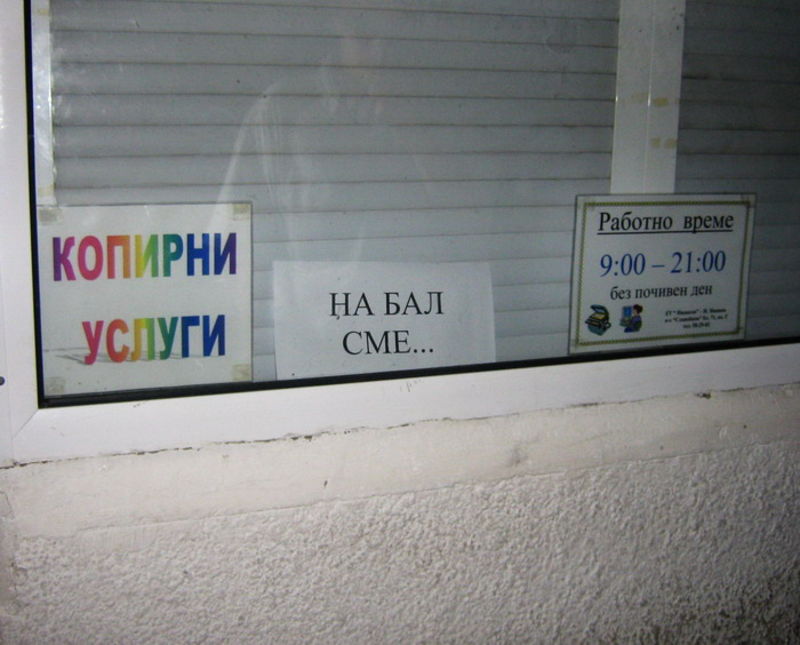 КОПИРНИ
УСЛУГИ
НА БАЛ
СМЕ...
Работно време
9:00 – 21:00
без почивен ден